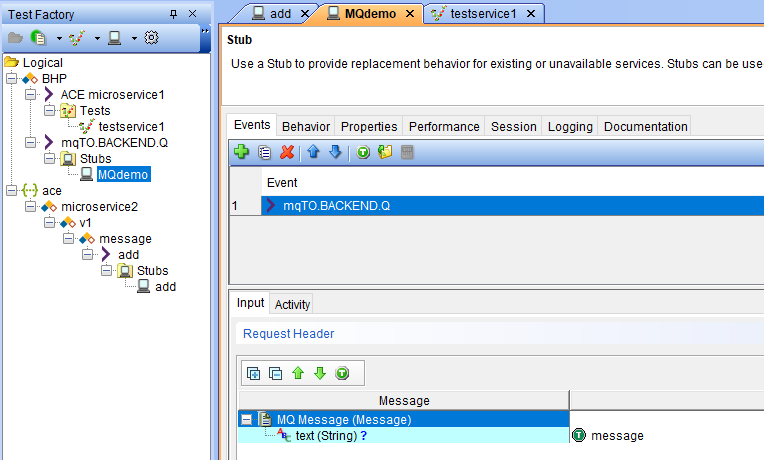 Test Factory
Logical
BHP
ACE microservice1
Tests
testservice1
mqTO.BACKEND.Q
Stubs
MQdemo
ace
microservice2
v1
message
add
Stubs
add
add
MQdemo
testservice1
Stub
Use a Stub to provide replacement behavior for existing or unavailable services. Stubs can be use
Events Behavior Properties Performance Session Logging Documentation
Event
1 mqTO.BACKEND.Q
Input Activity
Request Header
Message
MQ Message (Message)
text (String) ? message